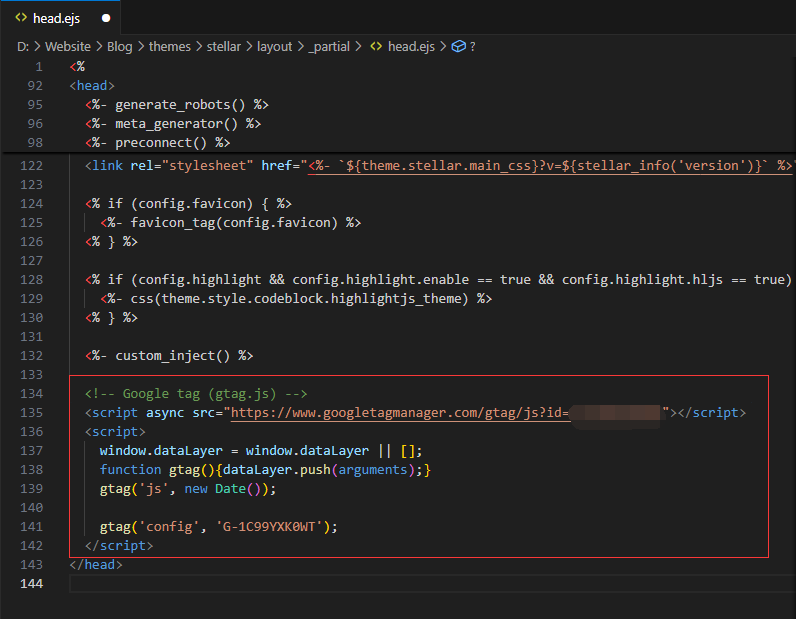 <> head.ejs ●
D: > Website > Blog > themes > stellar > layout > _partial > <> head.ejs > ?
1 <%
92 <head>
95 <%- generate_robots() %>
96 <%- meta_generator() %>
98 <%- preconnect() %>
122 <link rel="stylesheet" href="<%- `${theme.stellar.main_css}?v=${stellar_info('version')}` %>"
123
124 <% if (config.favicon) { %>
125 <%- favicon_tag(config.favicon) %>
126 <% } %>
127
128 <% if (config.highlight && config.highlight.enable == true && config.highlight.hljs == true)
129 <%- css(theme.style.codeblock.highlightjs_theme) %>
130 <% } %>
131
132 <%- custom_inject() %>
133
134 <!-- Google tag (gtag.js) -->
135 <script async src="https://www.googletagmanager.com/gtag/js?id="></script>
136 <script>
137 window.dataLayer = window.dataLayer || [];
138 function gtag(){dataLayer.push(arguments);}
139 gtag('js', new Date());
140
141 gtag('config', 'G-1C99YXK0WT');
142 </script>
143 </head>
144